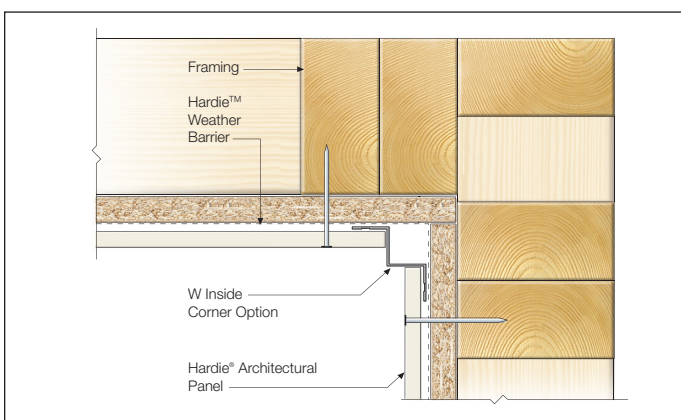 Framing
Hardie™
Weather
Barrier
W Inside
Corner Option
Hardie® Architectural
Panel